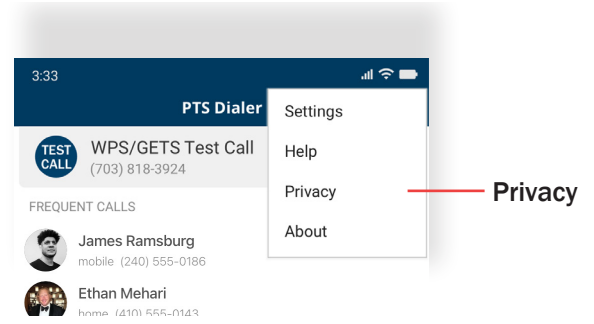 3:33
PTS Dialer
Settings
Help
Privacy
About
TEST CALL
WPS/GETS Test Call
(703) 818-3924
FREQUENT CALLS
James Ramsburg
mobile (240) 555-0186
Ethan Mehari
home (410) 555-0143
Privacy